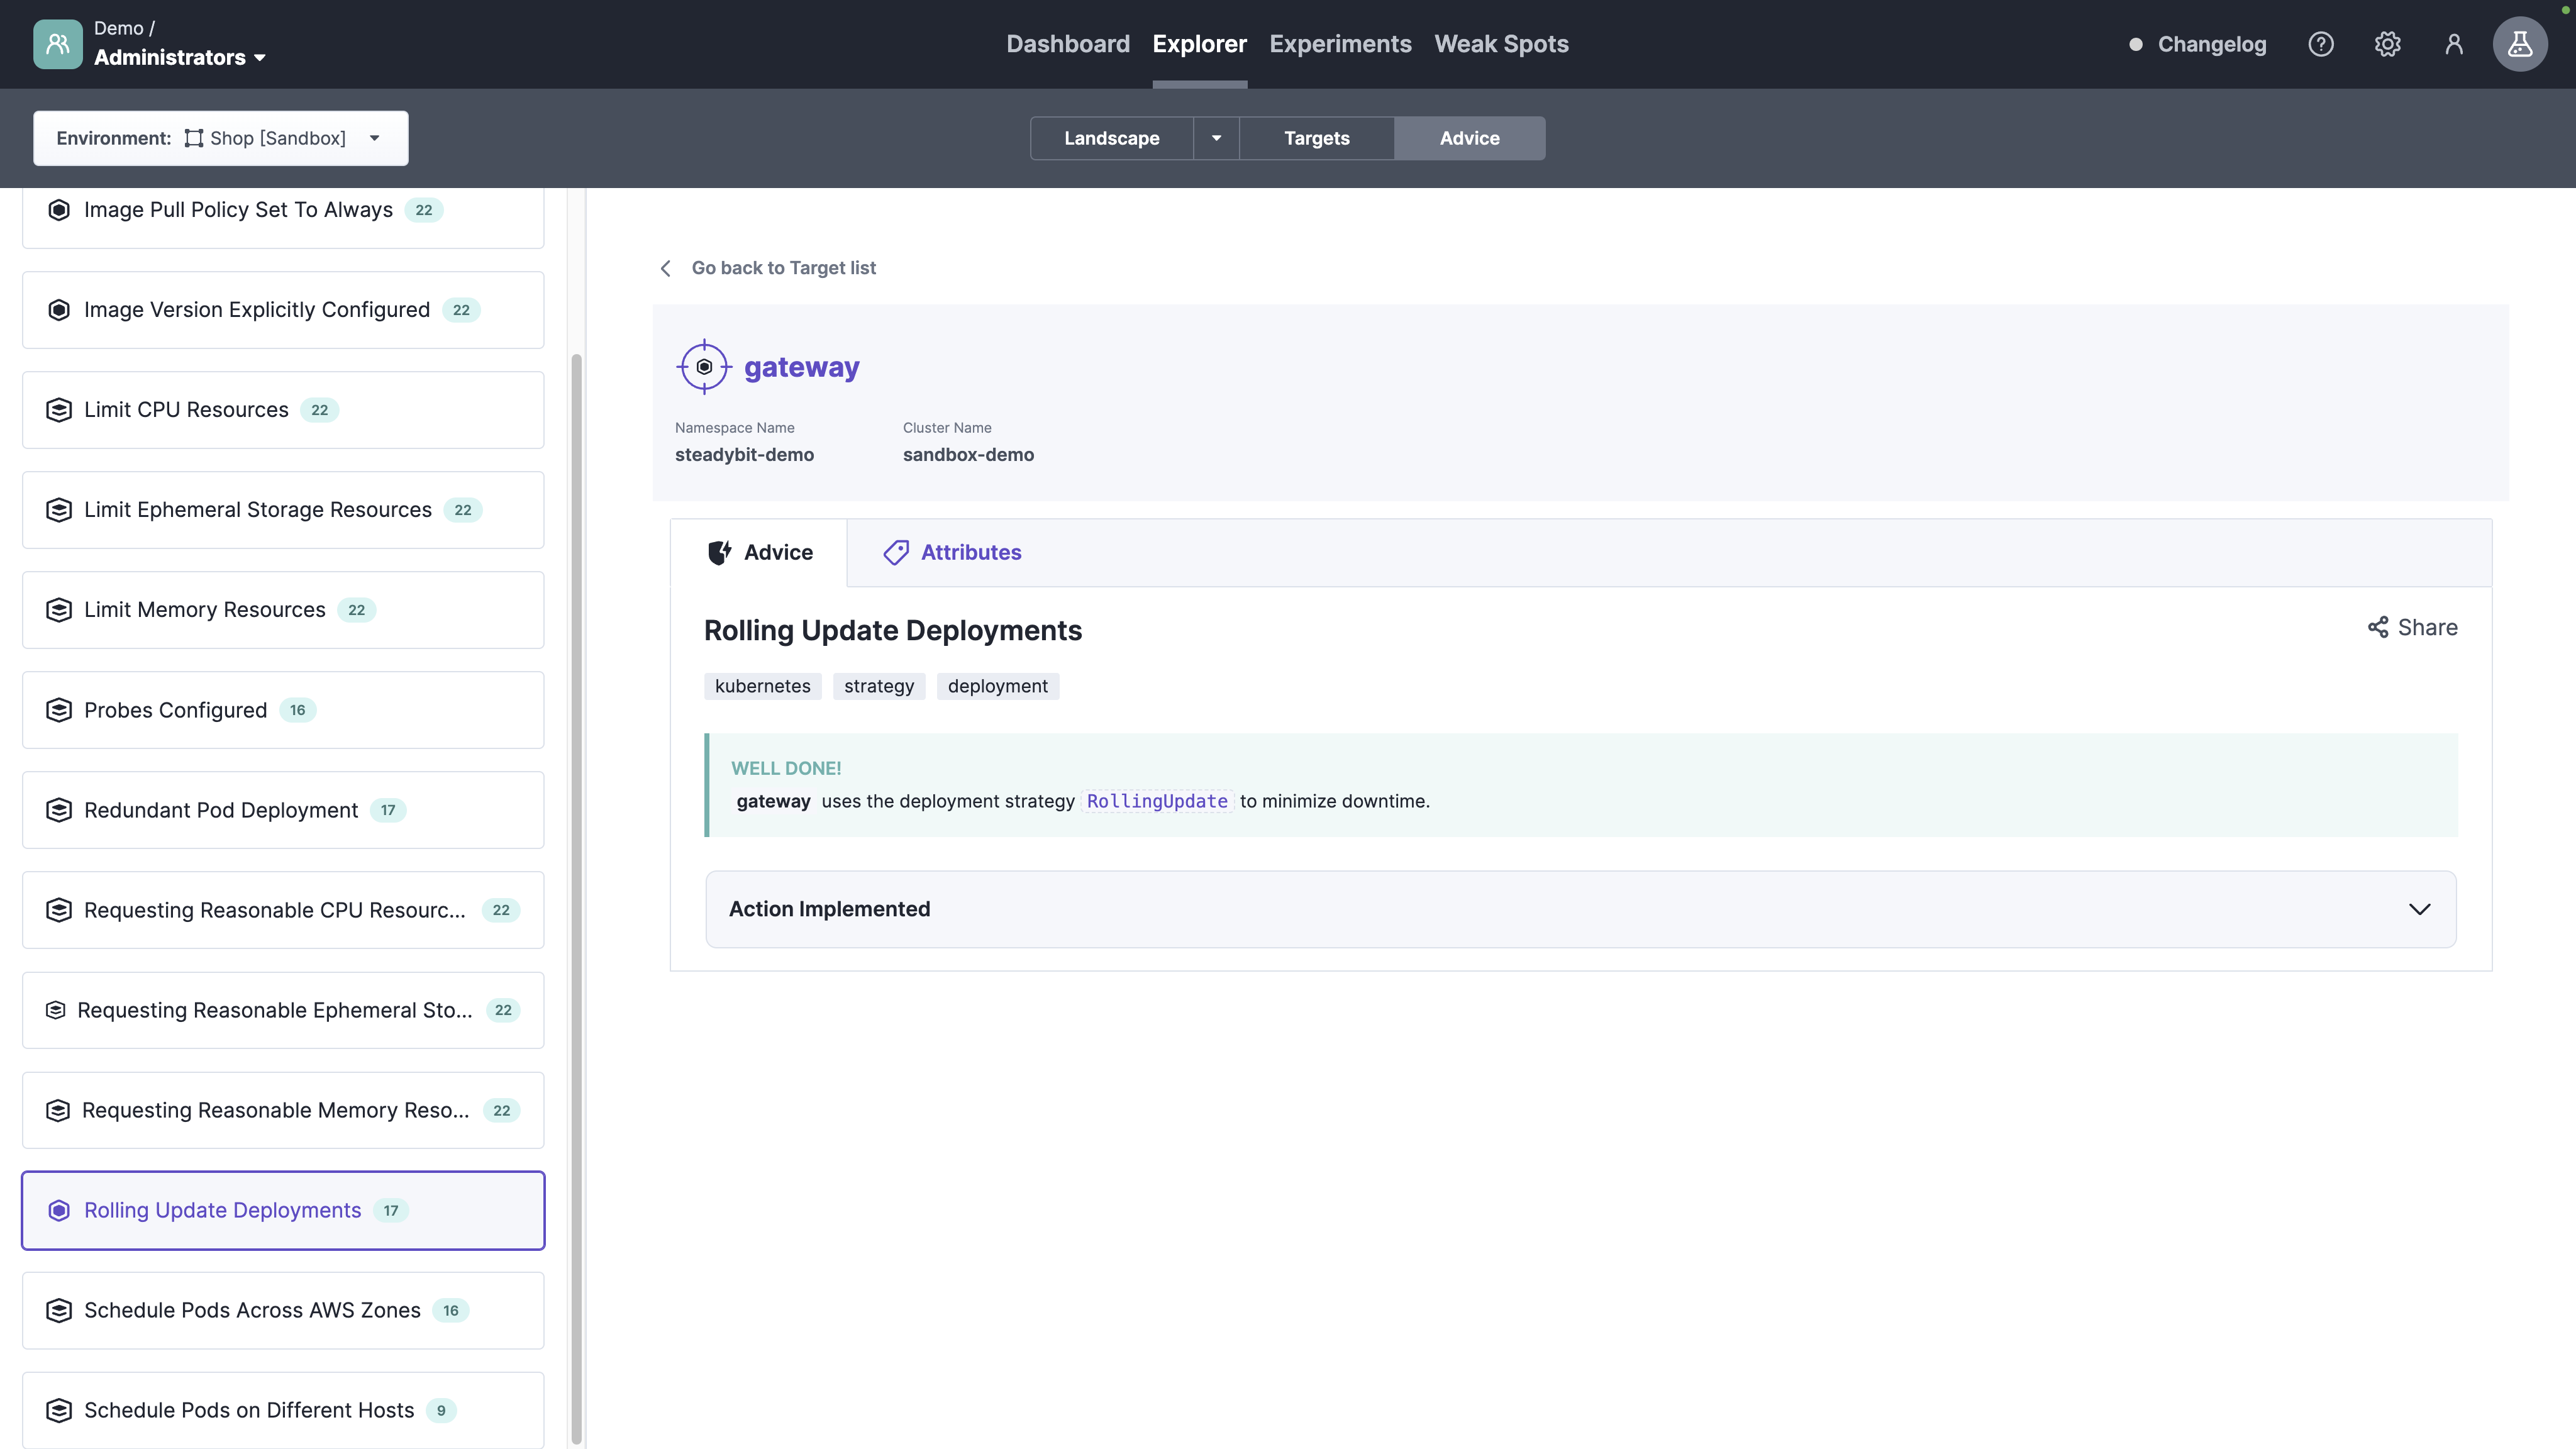 Demo /
Administrators
Dashboard
Explorer
Experiments
Weak Spots
Changelog
Environment: Shop [Sandbox]
Landscape
Targets
Advice
Image Pull Policy Set To Always 22
Image Version Explicitly Configured 22
Limit CPU Resources 22
Limit Ephemeral Storage Resources 22
Limit Memory Resources 22
Probes Configured 16
Redundant Pod Deployment 17
Requesting Reasonable CPU Resourc... 22
Requesting Reasonable Ephemeral Sto... 22
Requesting Reasonable Memory Reso... 22
Rolling Update Deployments 17
Schedule Pods Across AWS Zones 16
Schedule Pods on Different Hosts 9
Go back to Target list
gateway
Namespace Name
steadybit-demo
Cluster Name
sandbox-demo
Advice
Attributes
Rolling Update Deployments
Share
kubernetes
strategy
deployment
WELL DONE!
gateway uses the deployment strategy RollingUpdate to minimize downtime.
Action Implemented